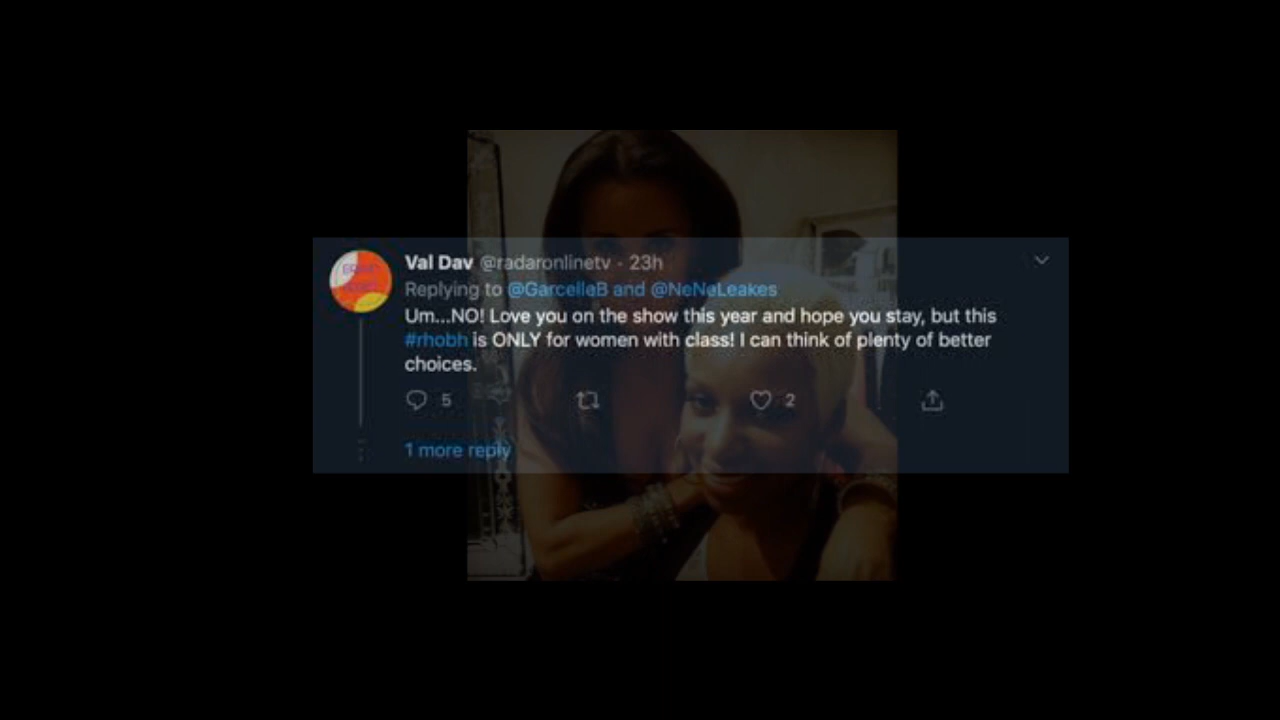 Val Dav @radaronlinetv · 23h
Replying to @GarcelleB and @NeNeLeakes
Um...NO! Love you on the show this year and hope you stay, but this
#rhobh is ONLY for women with class! I can think of plenty of better
choices.
5 2
1 more reply